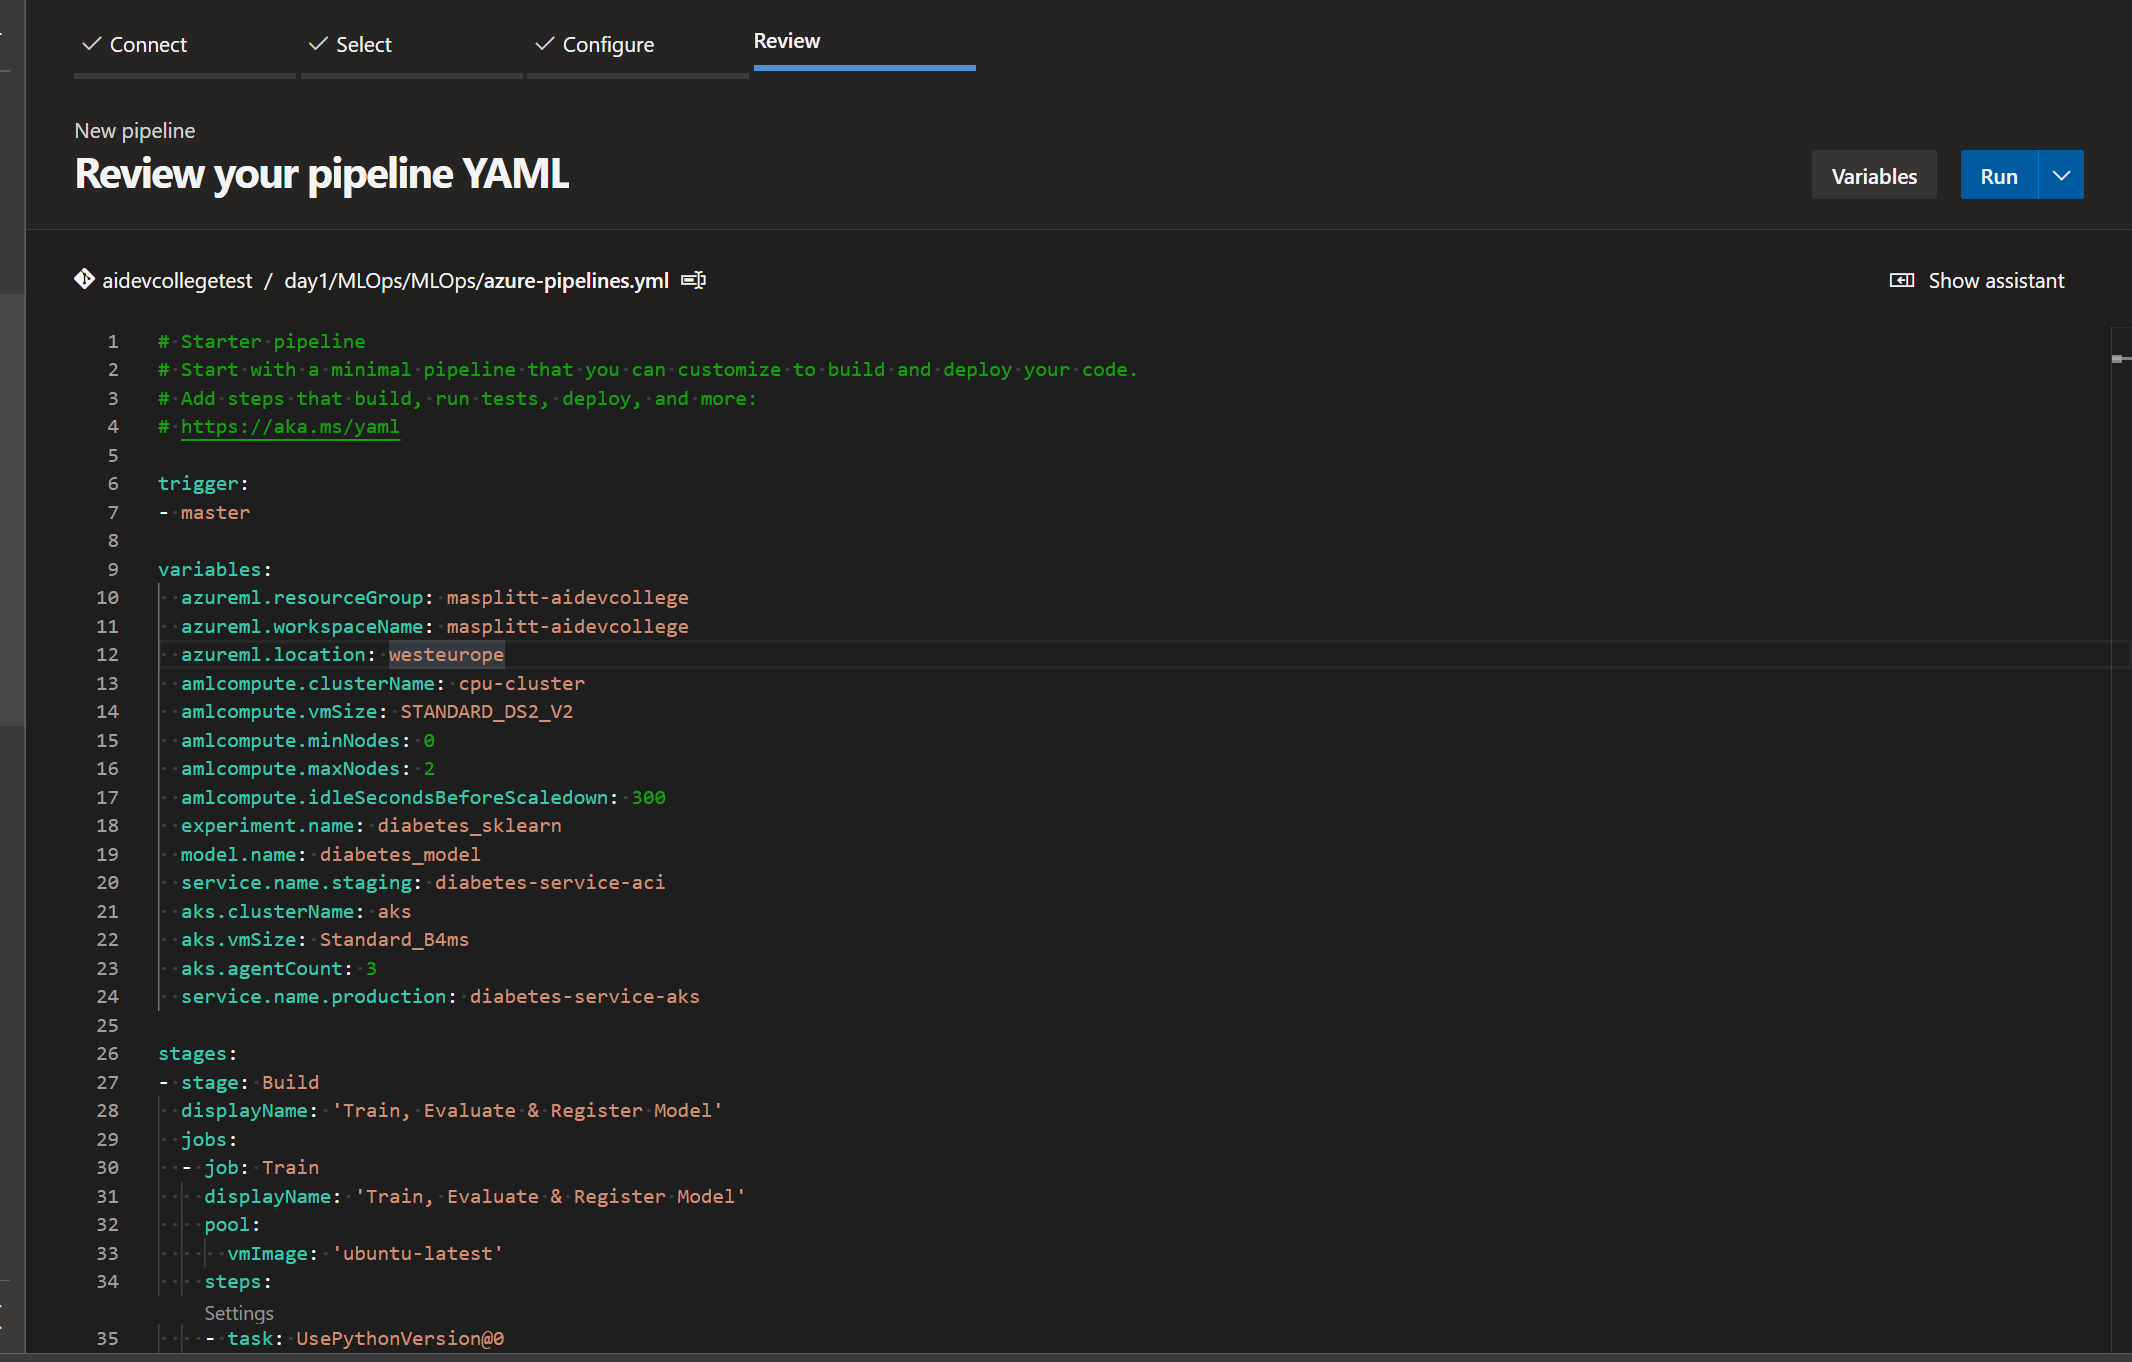 Connect Select Configure Review
New pipeline
Review your pipeline YAML
Variables Run
aidevcollegetest / day1/MLOps/MLOps/azure-pipelines.yml Show assistant
1 # Starter pipeline
2 # Start with a minimal pipeline that you can customize to build and deploy your code.
3 # Add steps that build, run tests, deploy, and more:
4 # https://aka.ms/yaml
5
6 trigger:
7 - master
8
9 variables:
10 azureml.resourceGroup: masplitt-aidevcollege
11 azureml.workspaceName: masplitt-aidevcollege
12 azureml.location: westeurope
13 amlcompute.clusterName: cpu-cluster
14 amlcompute.vmSize: STANDARD_DS2_V2
15 amlcompute.minNodes: 0
16 amlcompute.maxNodes: 2
17 amlcompute.idleSecondsBeforeScaledown: 300
18 experiment.name: diabetes_sklearn
19 model.name: diabetes_model
20 service.name.staging: diabetes-service-aci
21 aks.clusterName: aks
22 aks.vmSize: Standard_B4ms
23 aks.agentCount: 3
24 service.name.production: diabetes-service-aks
25
26 stages:
27 - stage: Build
28 displayName: 'Train, Evaluate & Register Model'
29 jobs:
30 - job: Train
31 displayName: 'Train, Evaluate & Register Model'
32 pool:
33 vmImage: 'ubuntu-latest'
34 steps:
Settings
35 - task: UsePythonVersion@0